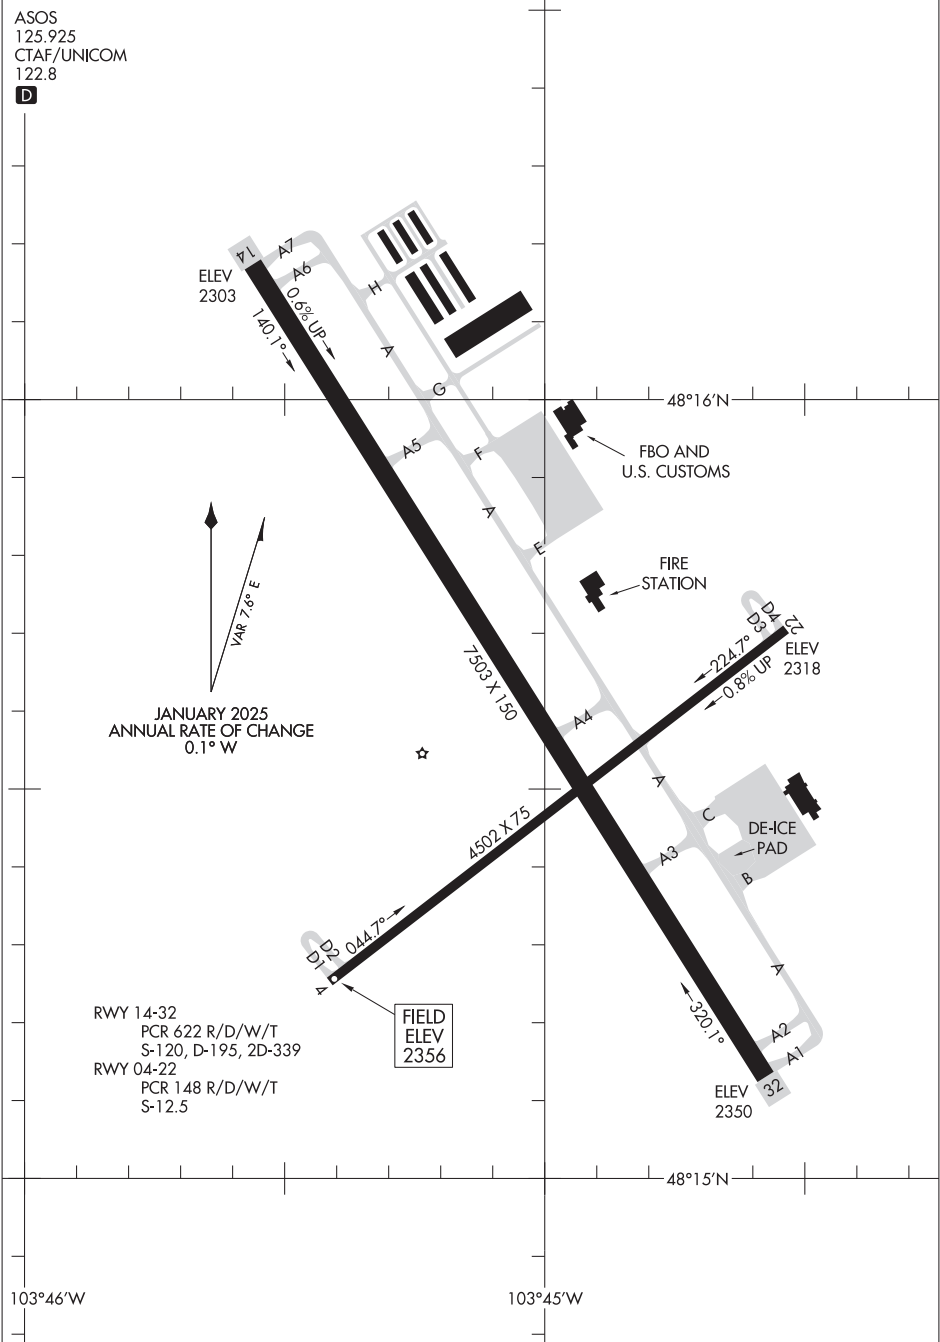 ASOS
125.925
CTAF/UNICOM
122.8
D
14
A7
A6
ELEV
2303
H
0.6% UP
140.1°
A
G
48°16'N
A5
F
FBO AND
U.S. CUSTOMS
A
E
VAR 7.6° E
FIRE
STATION
D4
D3
22
ELEV
2318
224.7°
0.8% UP
7503 X 150
JANUARY 2025
ANNUAL RATE OF CHANGE
0.1° W
A4
A
C
DE-ICE
PAD
4502 X 75
A3
B
044.7°
D2
D1
4
A
FIELD
ELEV
2356
RWY 14-32
PCR 622 R/D/W/T
S-120, D-195, 2D-339
RWY 04-22
PCR 148 R/D/W/T
S-12.5
320.1°
A2
A1
32
ELEV
2350
48°15'N
103°46'W
103°45'W